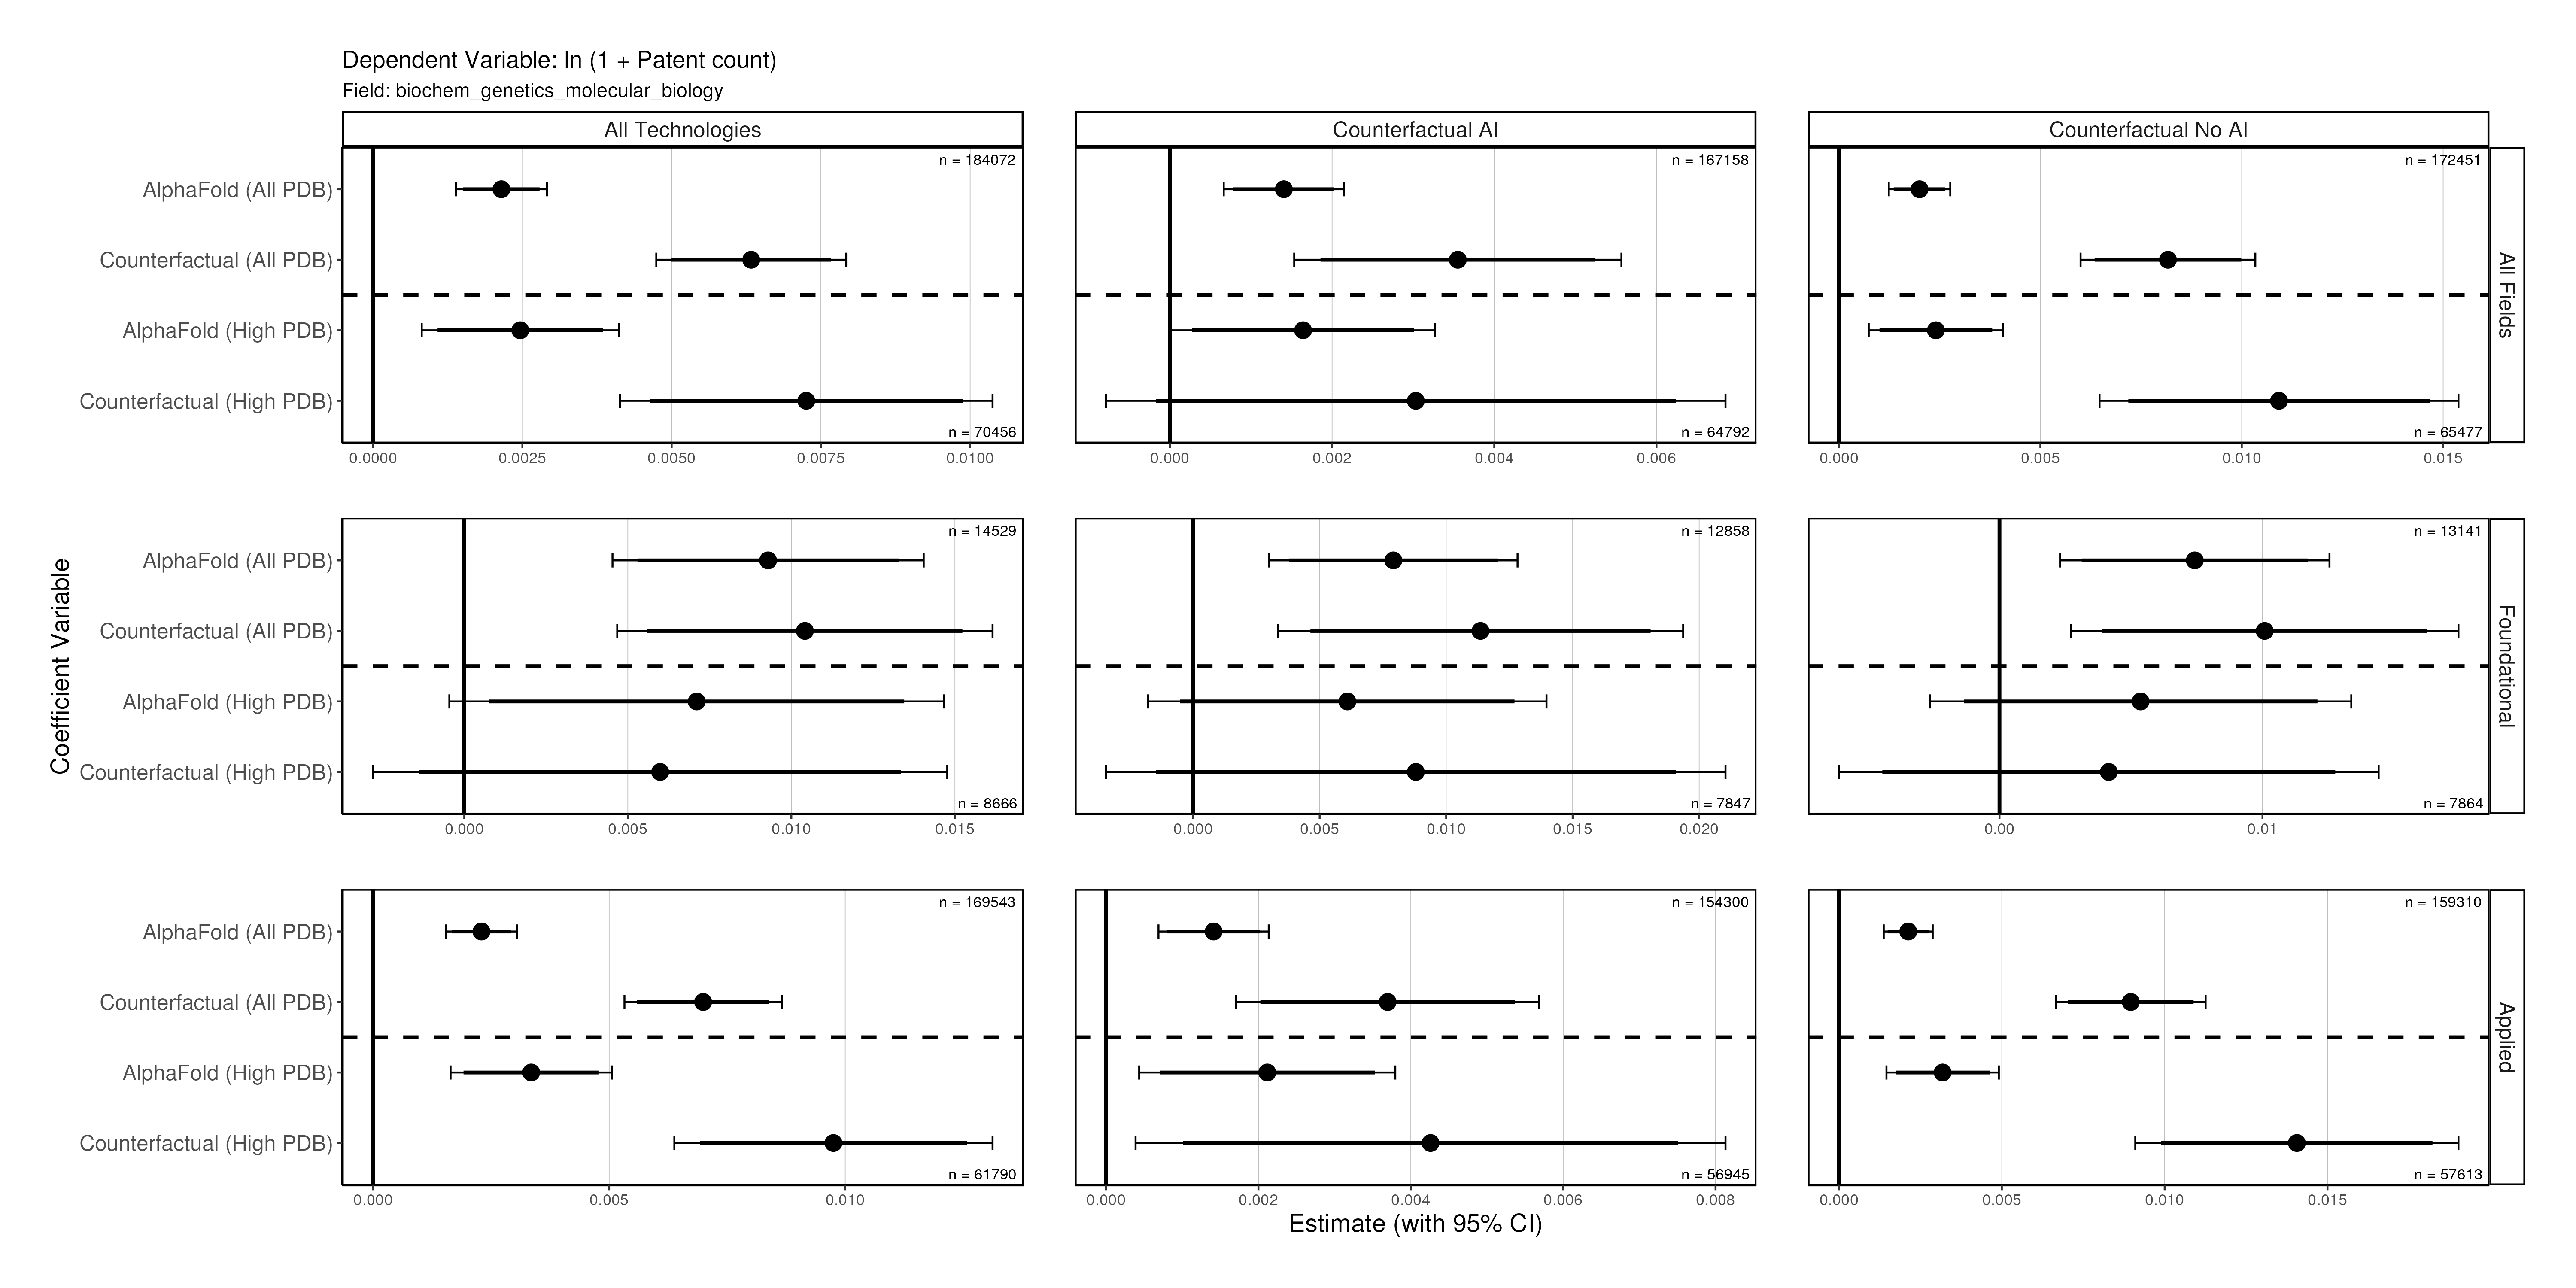 Dependent Variable: ln (1 + Patent count)
Field: biochem_genetics_molecular_biology
All Technologies
Counterfactual AI
Counterfactual No AI
AlphaFold (All PDB)
Counterfactual (All PDB)
AlphaFold (High PDB)
Counterfactual (High PDB)
n = 184072
n = 70456
0.0000 0.0025 0.0050 0.0075 0.0100
n = 167158
n = 64792
0.000 0.002 0.004 0.006
n = 172451
n = 65477
0.000 0.005 0.010 0.015
All Fields
Coefficient Variable
AlphaFold (All PDB)
Counterfactual (All PDB)
AlphaFold (High PDB)
Counterfactual (High PDB)
n = 14529
n = 8666
0.000 0.005 0.010 0.015
n = 12858
n = 7847
0.000 0.005 0.010 0.015 0.020
n = 13141
n = 7864
0.00 0.01
Foundational
AlphaFold (All PDB)
Counterfactual (All PDB)
AlphaFold (High PDB)
Counterfactual (High PDB)
n = 169543
n = 61790
0.000 0.005 0.010
n = 154300
n = 56945
0.000 0.002 0.004 0.006 0.008
n = 159310
n = 57613
0.000 0.005 0.010 0.015
Applied
Estimate (with 95% CI)